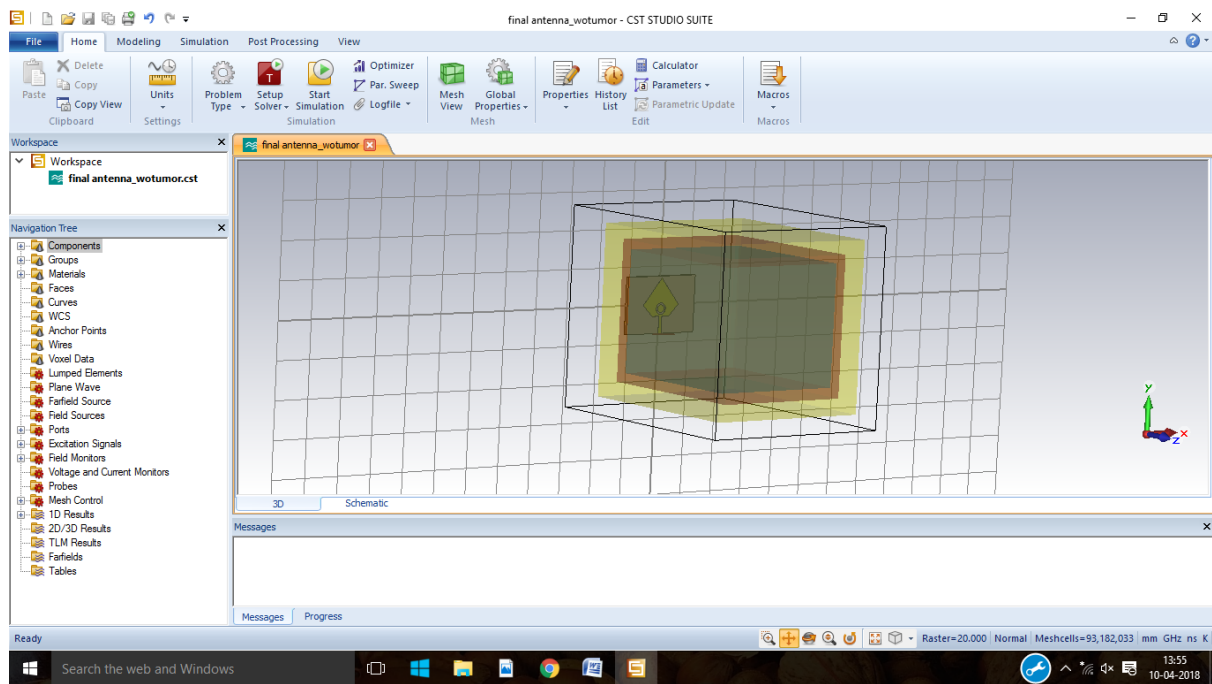 final antenna_wotumor - CST STUDIO SUITE
File Home Modeling Simulation Post Processing View
Paste
Delete
Copy
Copy View
Clipboard
Units
Settings
Problem Type
Setup Solver
Start Simulation
Optimizer
Par. Sweep
Logfile
Simulation
Mesh View
Global Properties
Mesh
Properties
History List
Calculator
Parameters
Parametric Update
Edit
Macros
Macros
Workspace
Workspace
final antenna_wotumor.cst
Navigation Tree
Components
Groups
Materials
Faces
Curves
WCS
Anchor Points
Wires
Voxel Data
Lumped Elements
Plane Wave
Farfield Source
Field Sources
Ports
Excitation Signals
Field Monitors
Voltage and Current Monitors
Probes
Mesh Control
1D Results
2D/3D Results
TLM Results
Farfields
Tables
final antenna_wotumor
y
x
z
3D Schematic
Messages
Messages Progress
Ready
Raster=20.000 Normal Meshcells=93,182,033 mm GHz ns K
Search the web and Windows
13:55
10-04-2018